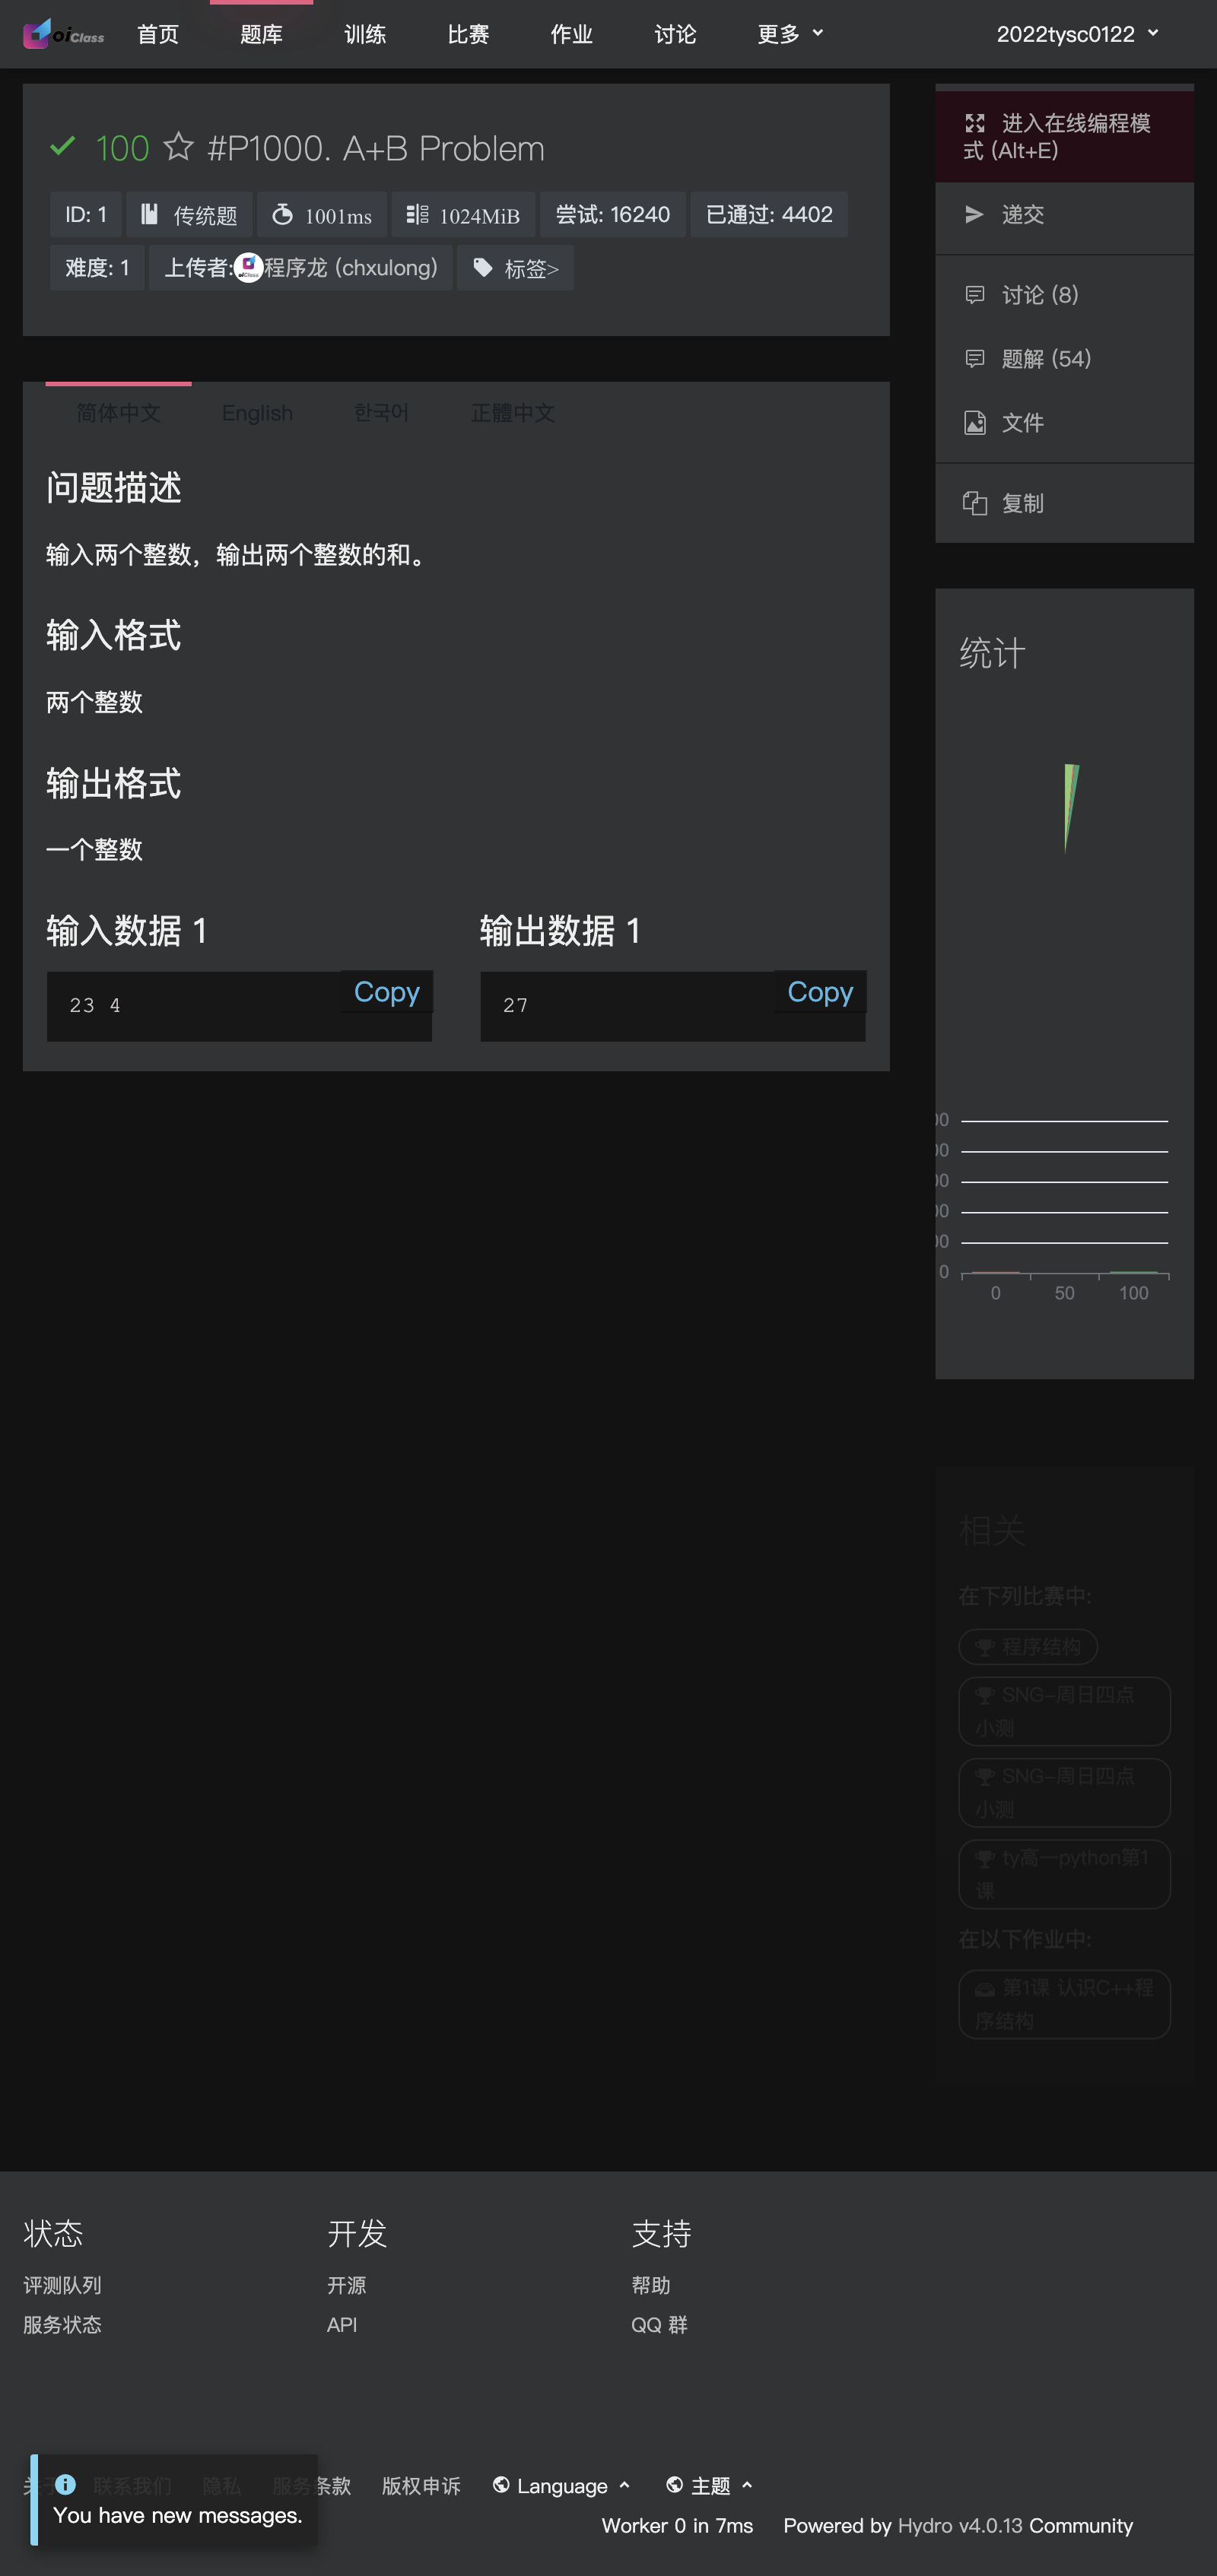 oiClass 首页 题库 训练 比赛 作业 讨论 更多 2022tysc0122
100 #P1000. A+B Problem
ID: 1 传统题 1001ms 1024MiB 尝试: 16240 已通过: 4402
难度: 1 上传者: 程序龙 (chxulong) 标签>
简体中文 English 한국어 正體中文
问题描述
输入两个整数，输出两个整数的和。
输入格式
两个整数
输出格式
一个整数
输入数据 1 输出数据 1
Copy Copy
23 4 27
进入在线编程模
式 (Alt+E)
递交
讨论 (8)
题解 (54)
文件
复制
统计
00
00
00
00
00
0
0 50 100
相关
在下列比赛中:
程序结构
SNG-周日四点
小测
SNG-周日四点
小测
ty高一python第1
课
在以下作业中:
第1课 认识C++程
序结构
状态 开发 支持
评测队列 开源 帮助
服务状态 API QQ 群
关于 联系我们 隐私 服务条款 版权申诉 Language 主题
You have new messages.
Worker 0 in 7ms Powered by Hydro v4.0.13 Community